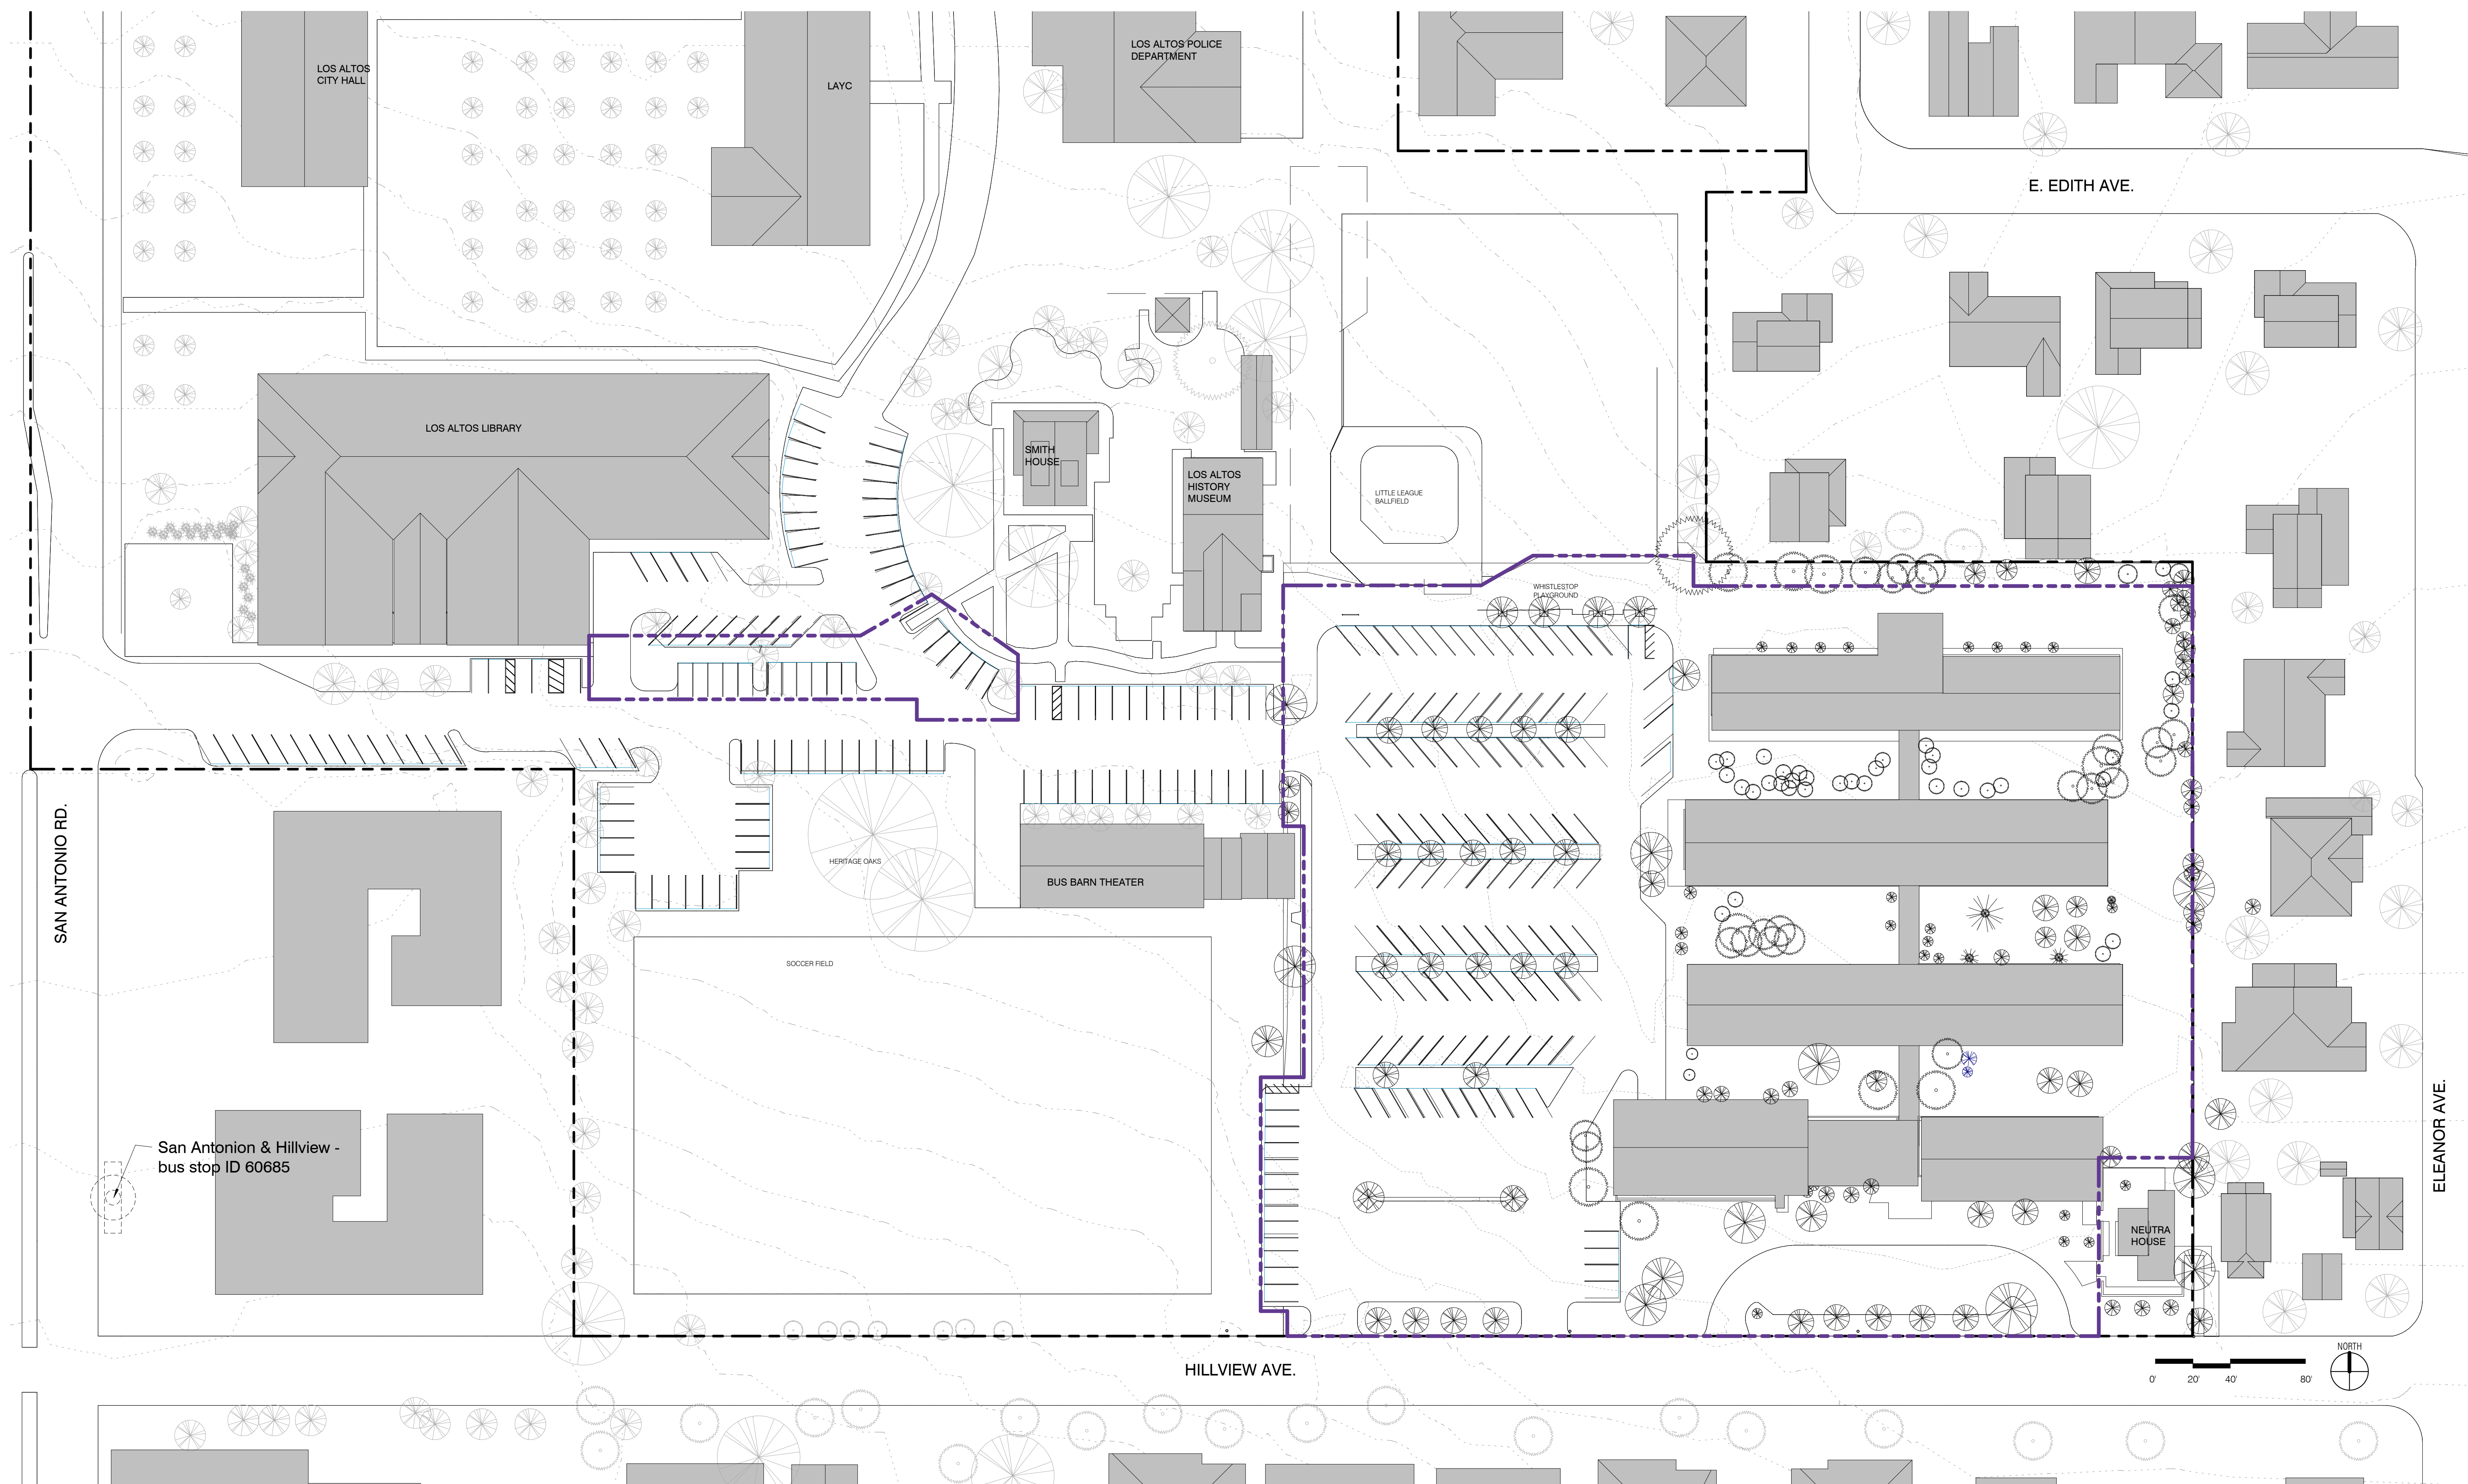 LOS ALTOS POLICE
DEPARTMENT
LOS ALTOS
CITY HALL
LAYC
E. EDITH AVE.
LOS ALTOS LIBRARY
SMITH
HOUSE
LOS ALTOS
HISTORY
MUSEUM
LITTLE LEAGUE
BALLFIELD
WHISTLESTOP
PLAYGROUND
SAN ANTONIO RD.
HERITAGE OAKS
BUS BARN THEATER
SOCCER FIELD
ELEANOR AVE.
San Antonion & Hillview -
bus stop ID 60685
NEUTRA
HOUSE
HILLVIEW AVE.
NORTH
0' 20' 40' 80'